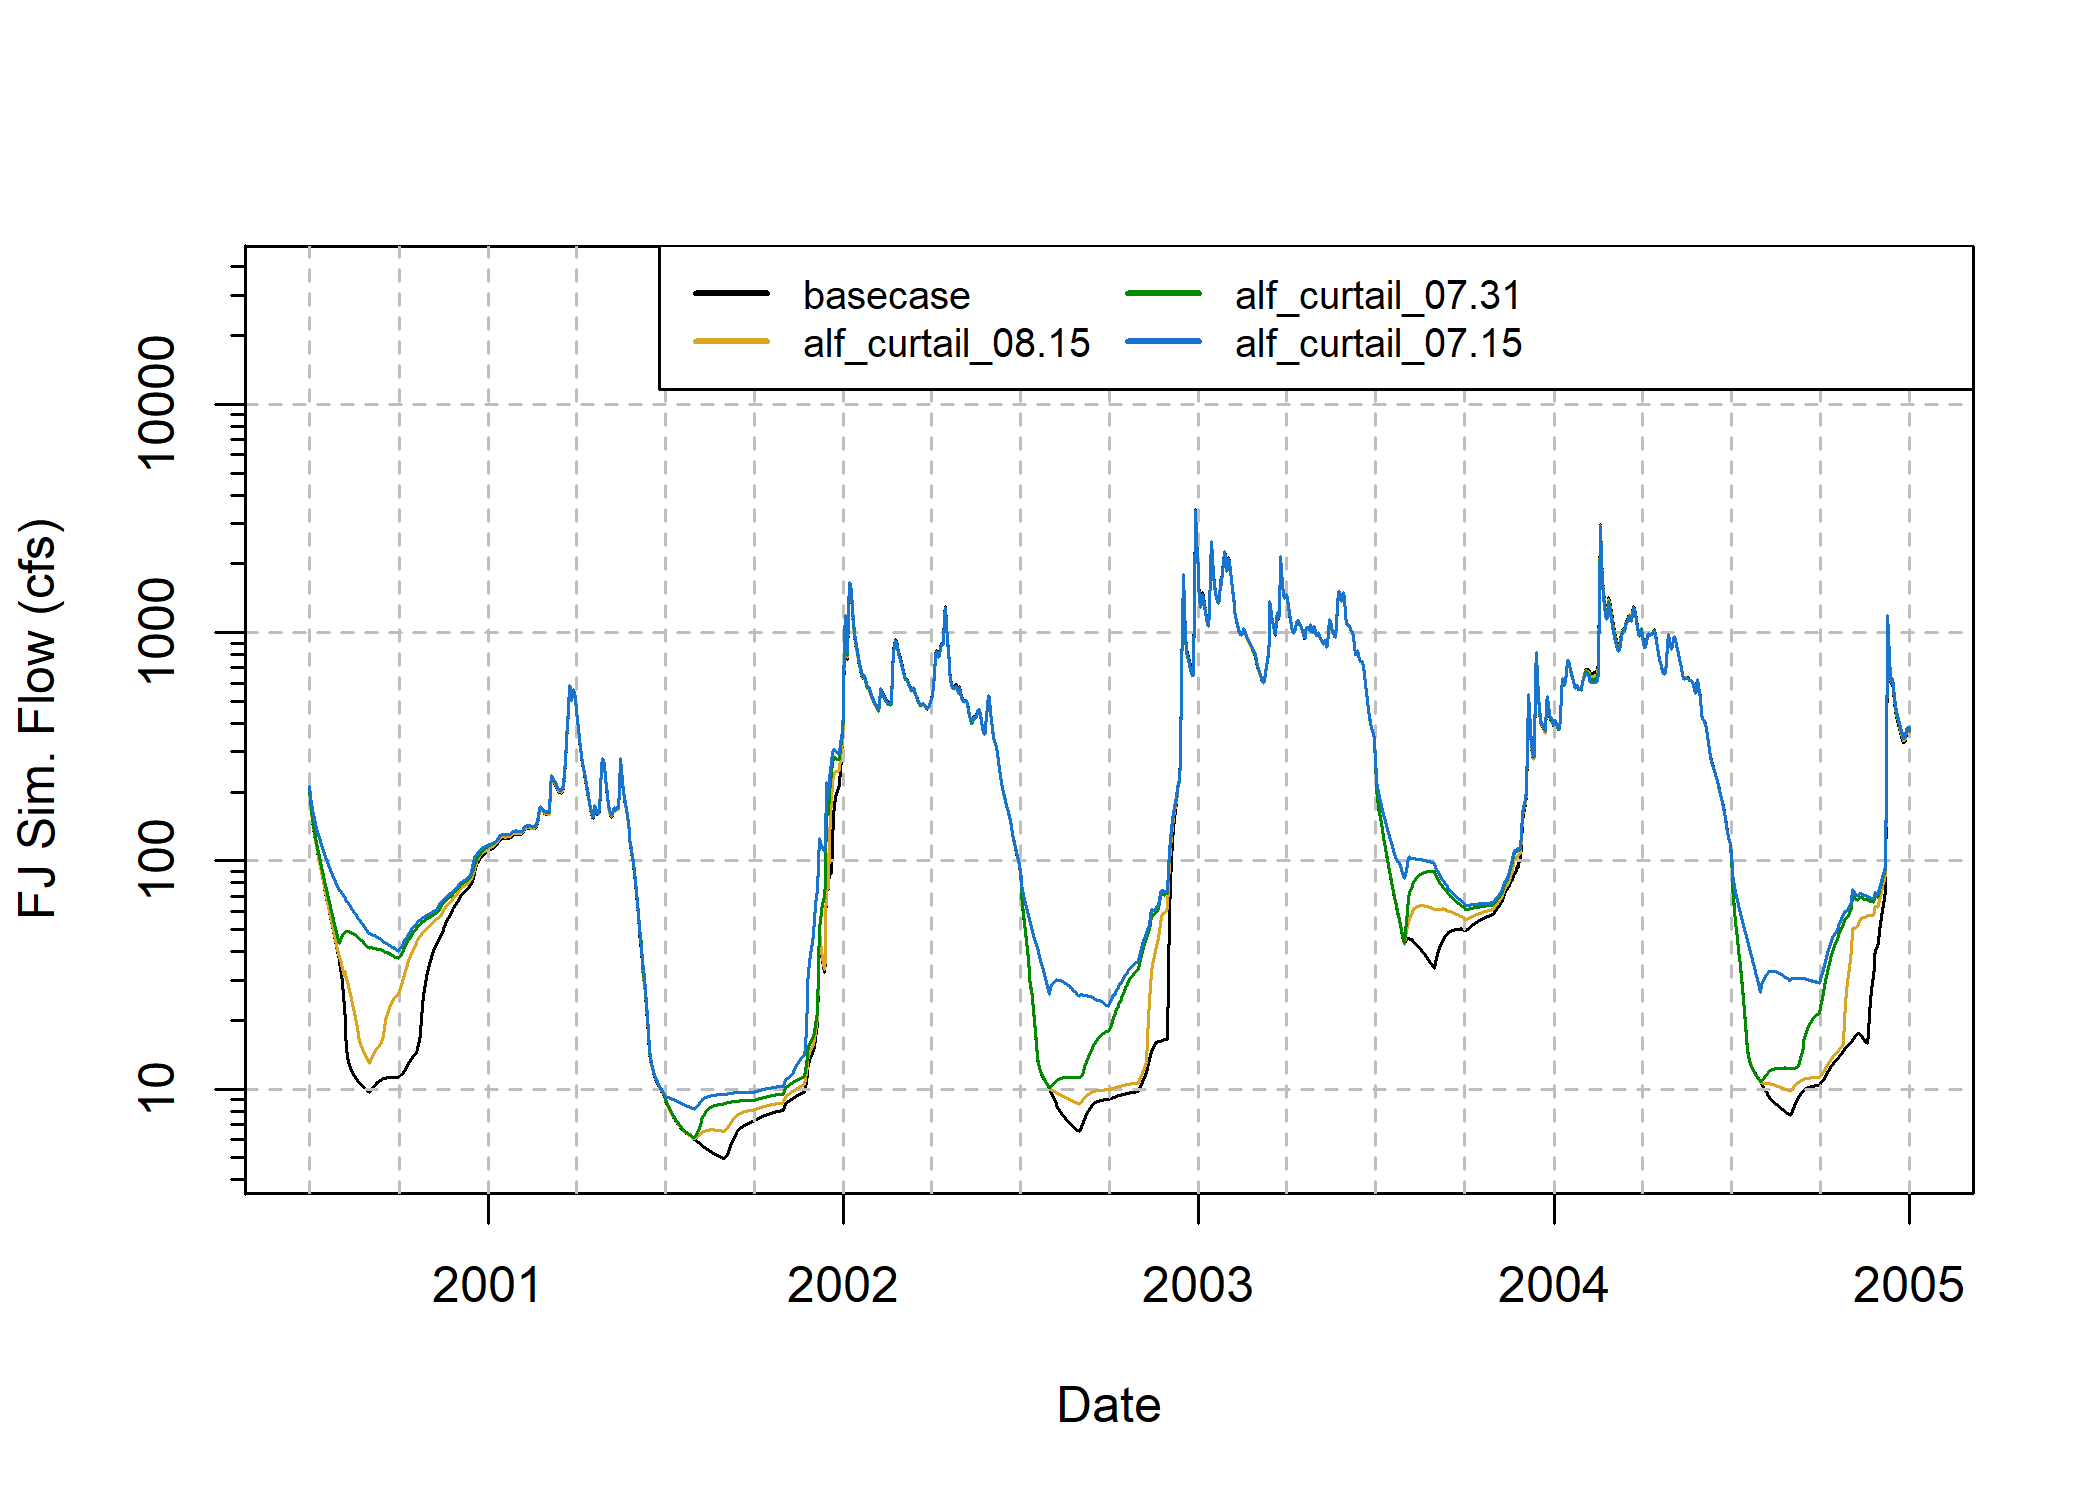 basecase
alf_curtail_08.15
alf_curtail_07.31
alf_curtail_07.15
FJ Sim. Flow (cfs)
10000
1000
100
10
2001 2002 2003 2004 2005
Date